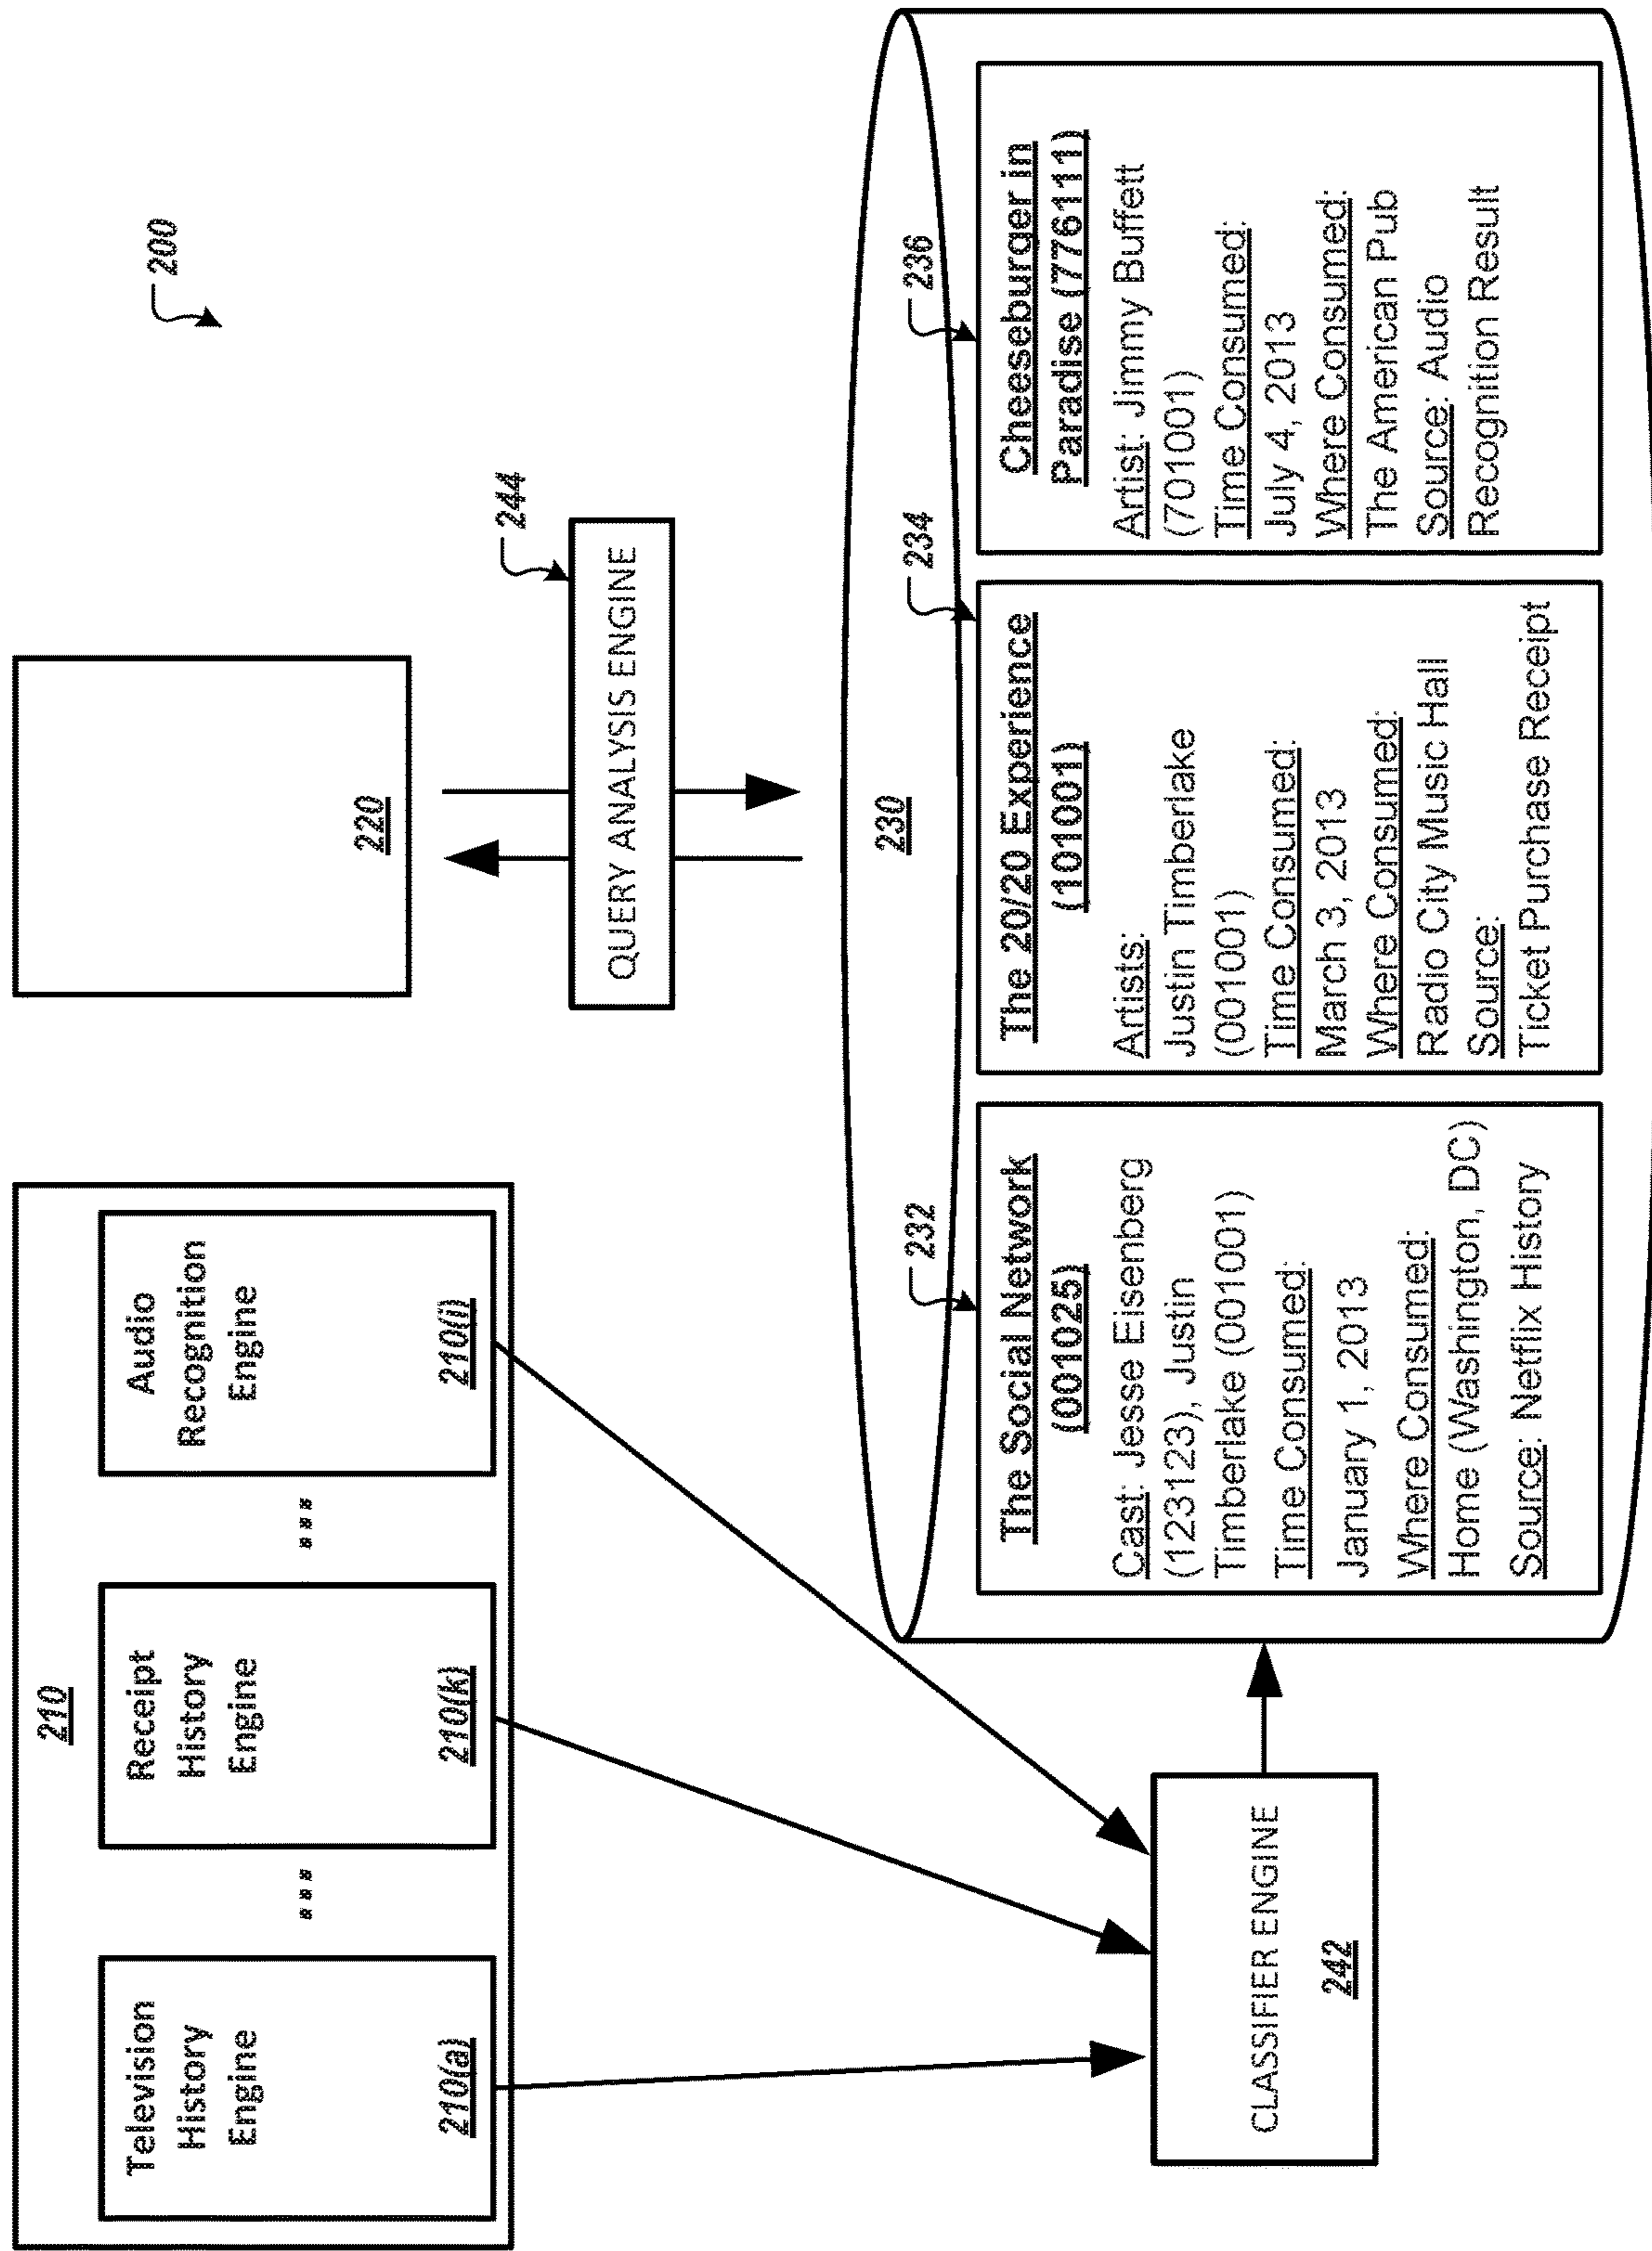 200
210
Television
History
Engine
210(a)
...
Receipt
History
Engine
210(k)
...
Audio
Recognition
Engine
210(i)
220
244
QUERY ANALYSIS ENGINE
CLASSIFIER ENGINE
242
230
232
The Social Network
(001025)
Cast: Jesse Eisenberg
(123123), Justin
Timberlake (001001)
Time Consumed:
January 1, 2013
Where Consumed:
Home (Washington, DC)
Source: Netflix History
234
The 20/20 Experience
(101001)
Artists:
Justin Timberlake
(001001)
Time Consumed:
March 3, 2013
Where Consumed:
Radio City Music Hall
Source:
Ticket Purchase Receipt
236
Cheeseburger in
Paradise (776111)
Artist: Jimmy Buffett
(701001)
Time Consumed:
July 4, 2013
Where Consumed:
The American Pub
Source: Audio
Recognition Result